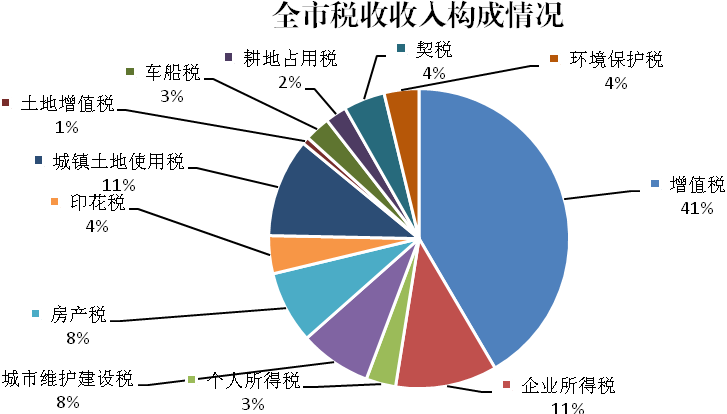 全市税收收入构成情况
增值税
41%
企业所得税
11%
个人所得税
3%
城市维护建设税
8%
房产税
8%
印花税
4%
城镇土地使用税
11%
土地增值税
1%
车船税
3%
耕地占用税
2%
契税
4%
环境保护税
4%